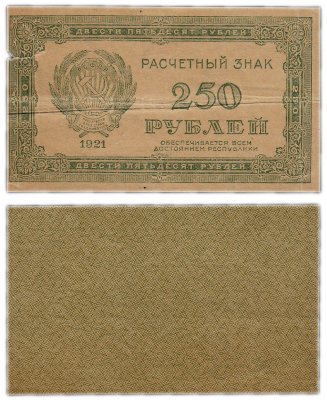 ДВЕСТИ ПЯТЬДЕСЯТ РУБЛЕЙ
РАСЧЕТНЫЙ ЗНАК
250
РУБЛЕЙ
1921
ОБЕСПЕЧИВАЕТСЯ ВСЕМ
ДОСТОЯНИЕМ РЕСПУБЛИКИ
ДВЕСТИ ПЯТЬДЕСЯТ РУБЛЕЙ